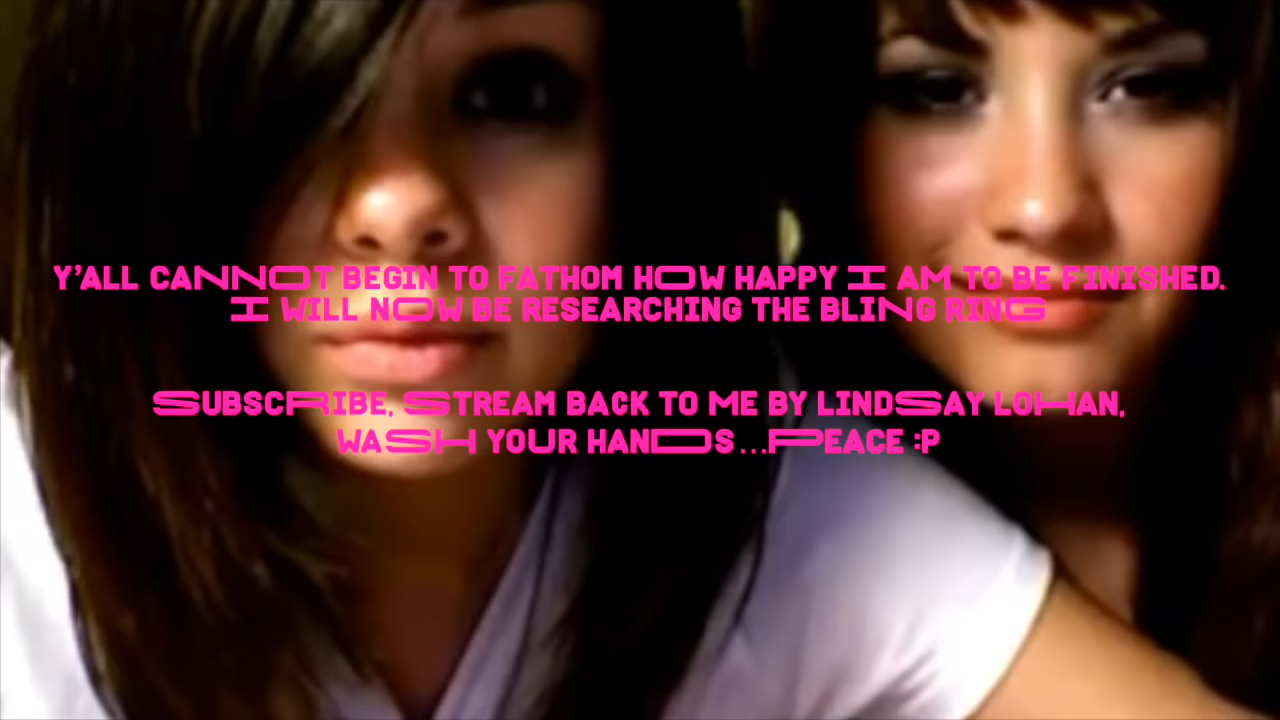 Y'ALL CANNOT BEGIN TO FATHOM HOW HAPPY I AM TO BE FINISHED.
I WILL NOW BE RESEARCHING THE BLING RING
SUBSCRIBE, STREAM BACK TO ME BY LINDSAY LOHAN,
WASH YOUR HANDS...PEACE :P